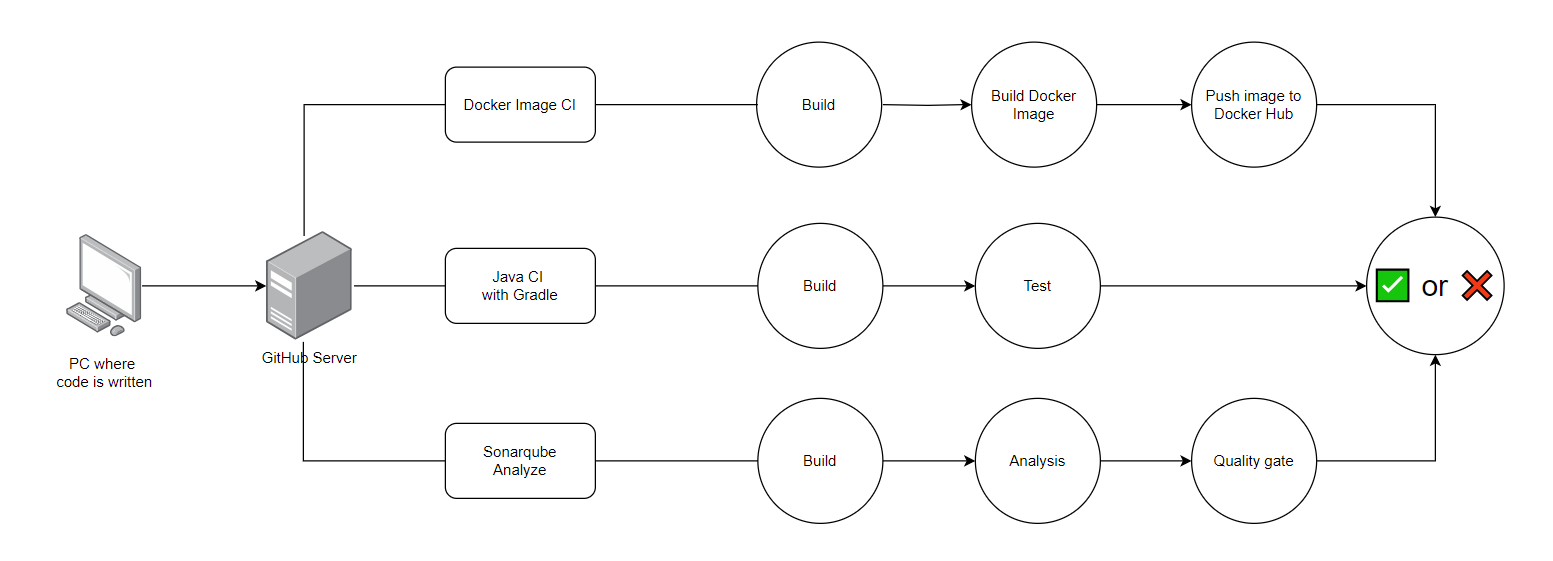 Docker Image CI
Build
Build Docker
Image
Push image to
Docker Hub
PC where
code is written
GitHub Server
Java CI
with Gradle
Build
Test
or
Sonarqube
Analyze
Build
Analysis
Quality gate